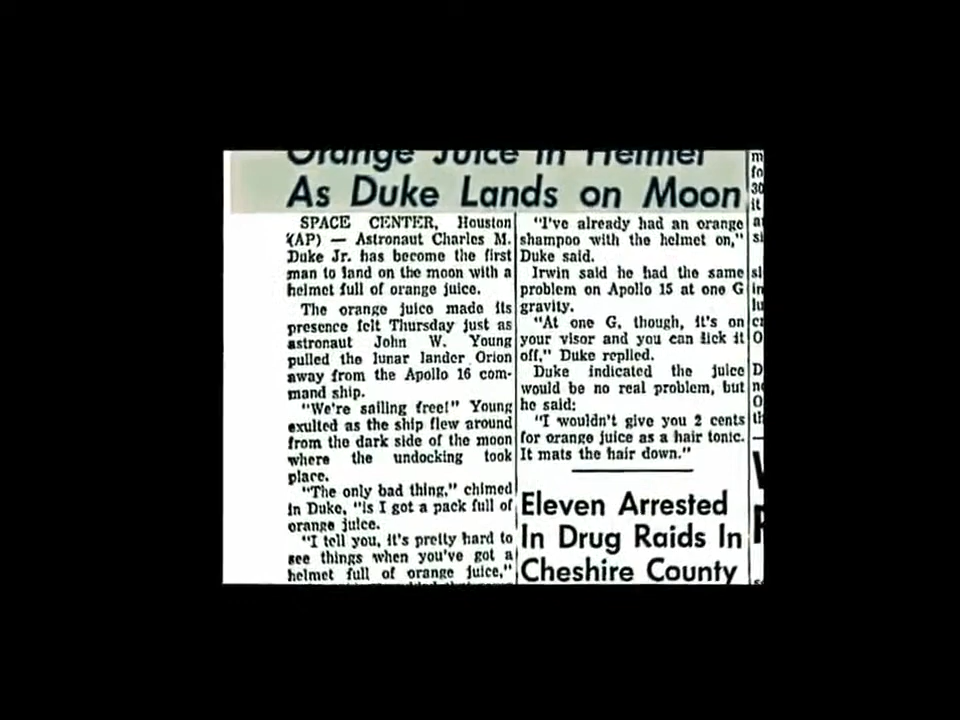 Orange Juice in Helmet
As Duke Lands on Moon
SPACE CENTER, Houston
(AP) — Astronaut Charles M.
Duke Jr. has become the first
man to land on the moon with a
helmet full of orange juice.
The orange juice made its
presence felt Thursday just as
astronaut John W. Young
pulled the lunar lander Orion
away from the Apollo 16 com-
mand ship.
"We're sailing free!" Young
exulted as the ship flew around
from the dark side of the moon
where the undocking took
place.
"The only bad thing," chimed
in Duke, "is I got a pack full of
orange juice.
"I tell you, it's pretty hard to
see things when you've got a
helmet full of orange juice,"
"I've already had an orange
shampoo with the helmet on,"
Duke said.
Irwin said he had the same
problem on Apollo 15 at one G
gravity.
"At one G, though, it's on
your visor and you can lick it
off," Duke replied.
Duke indicated the juice
would be no real problem, but
he said:
"I wouldn't give you 2 cents
for orange juice as a hair tonic.
It mats the hair down."
Eleven Arrested
In Drug Raids In
Cheshire County